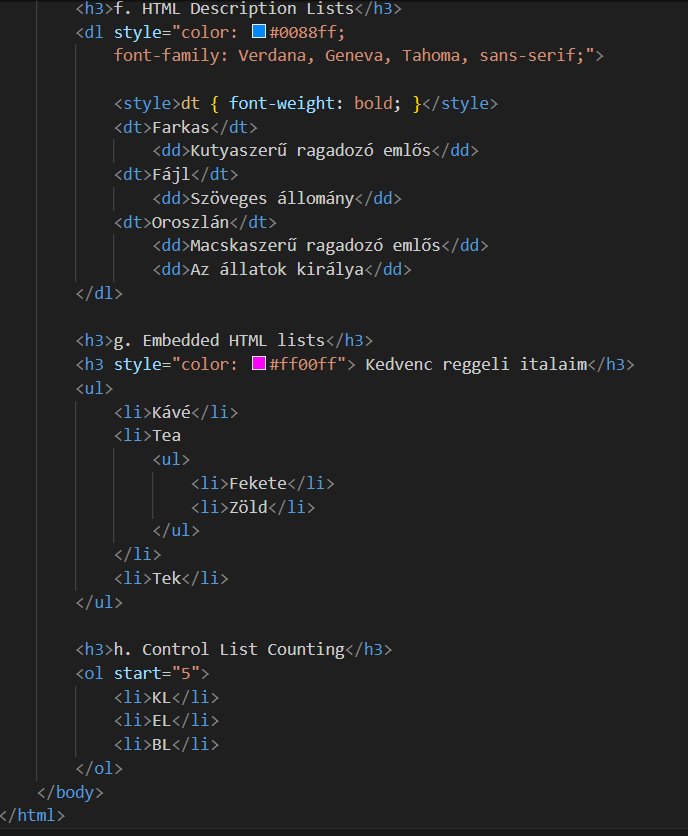 <h3>f. HTML Description Lists</h3>
<dl style="color: #0088ff;
font-family: Verdana, Geneva, Tahoma, sans-serif;">
<style>dt { font-weight: bold; }</style>
<dt>Farkas</dt>
<dd>Kutyaszerű ragadozó emlős</dd>
<dt>Fájl</dt>
<dd>Szöveges állomány</dd>
<dt>Oroszlán</dt>
<dd>Macskaszerű ragadozó emlős</dd>
<dd>Az állatok királya</dd>
</dl>
<h3>g. Embedded HTML lists</h3>
<h3 style="color: #ff00ff"> Kedvenc reggeli italaim</h3>
<ul>
<li>Kávé</li>
<li>Tea
<ul>
<li>Fekete</li>
<li>Zöld</li>
</ul>
</li>
<li>Tek</li>
</ul>
<h3>h. Control List Counting</h3>
<ol start="5">
<li>KL</li>
<li>EL</li>
<li>BL</li>
</ol>
</body>
</html>